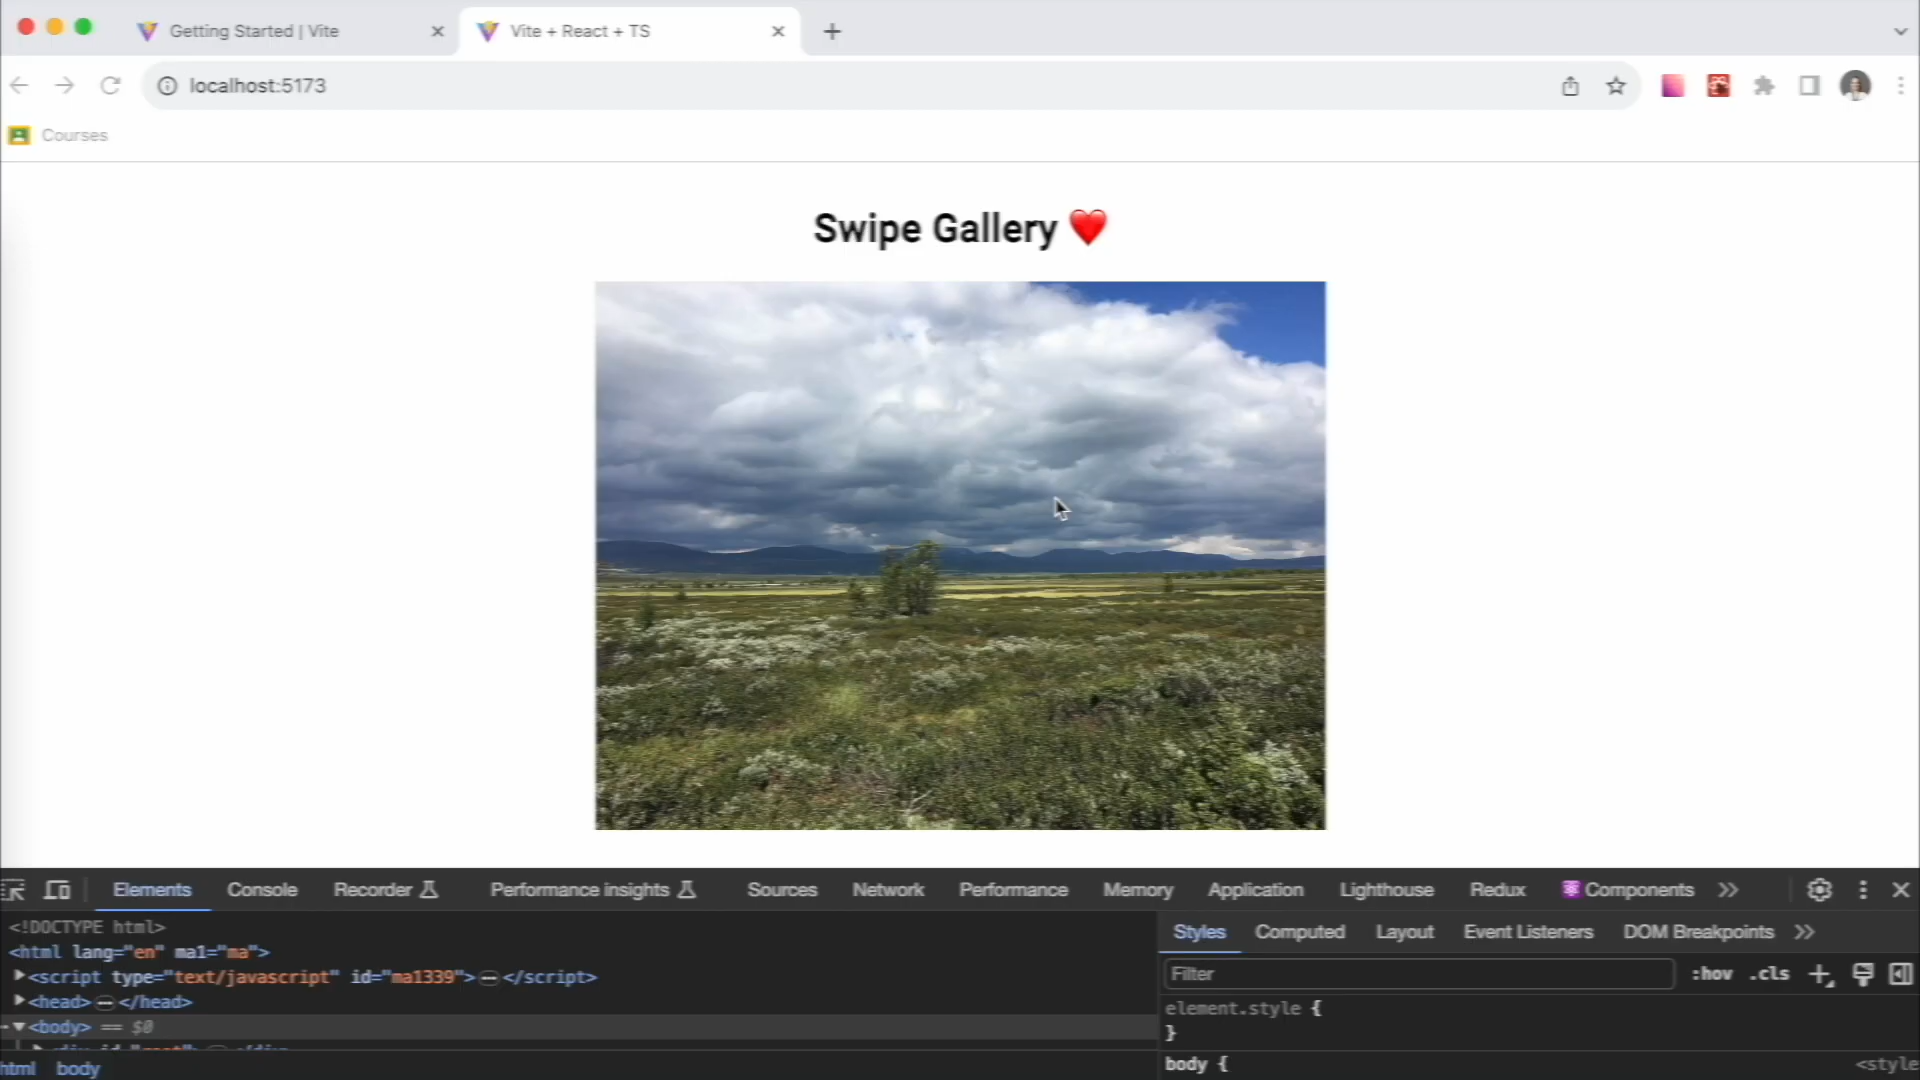 Getting Started | Vite
Vite + React + TS
localhost:5173
Courses
Swipe Gallery ❤️
Elements Console Recorder Performance insights Sources Network Performance Memory Application Lighthouse Redux Components
<!DOCTYPE html>
<html lang="en" ma1="ma">
<script type="text/javascript" id="ma1339"> … </script>
<head> … </head>
<body> == $0
html body
Styles Computed Layout Event Listeners DOM Breakpoints
Filter :hov .cls
element.style {
}
body { <style